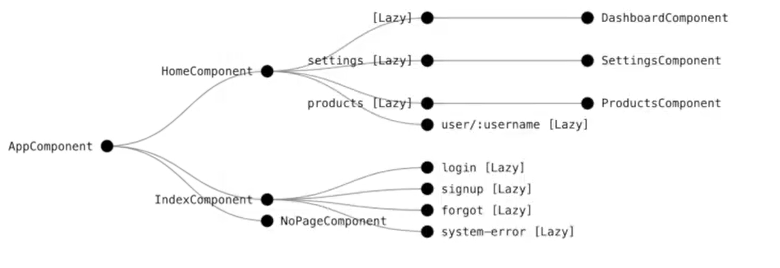 [Lazy]
DashboardComponent
settings [Lazy]
SettingsComponent
HomeComponent
products [Lazy]
ProductsComponent
user/:username [Lazy]
AppComponent
login [Lazy]
signup [Lazy]
IndexComponent
forgot [Lazy]
NoPageComponent
system-error [Lazy]